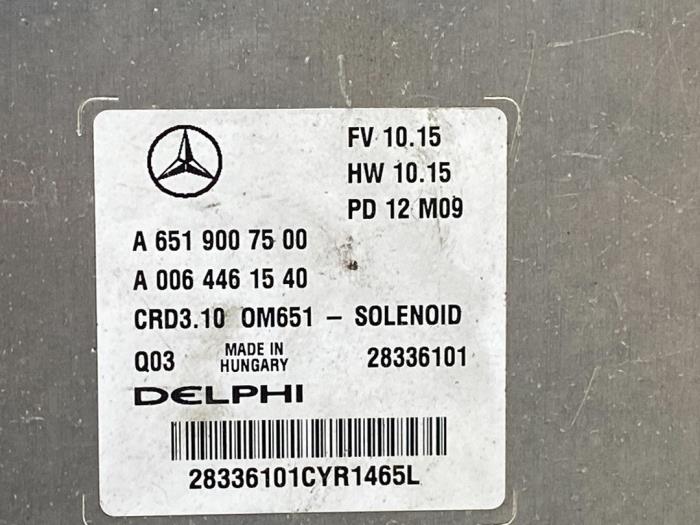 FV 10.15
HW 10.15
PD 12 M09
A 651 900 75 00
A 006 446 15 40
CRD3.10 OM651 – SOLENOID
Q03 MADE IN HUNGARY 28336101
DELPHI
28336101CYR1465L